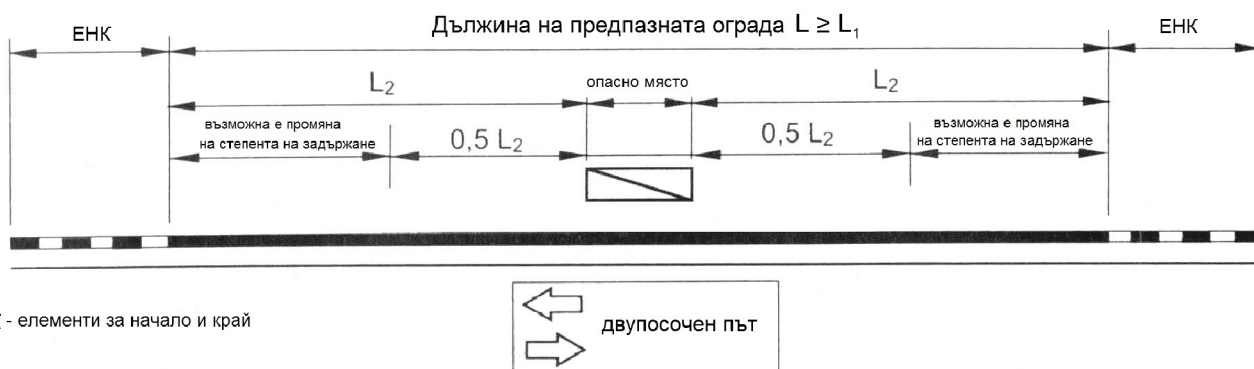 ЕНК
Дължина на предпазната ограда L ≥ L₁
ЕНК
L₂
опасно място
L₂
възможна е промяна
на степента на задържане
0,5 L₂
0,5 L₂
възможна е промяна
на степента на задържане
- елементи за начало и край
двупосочен път